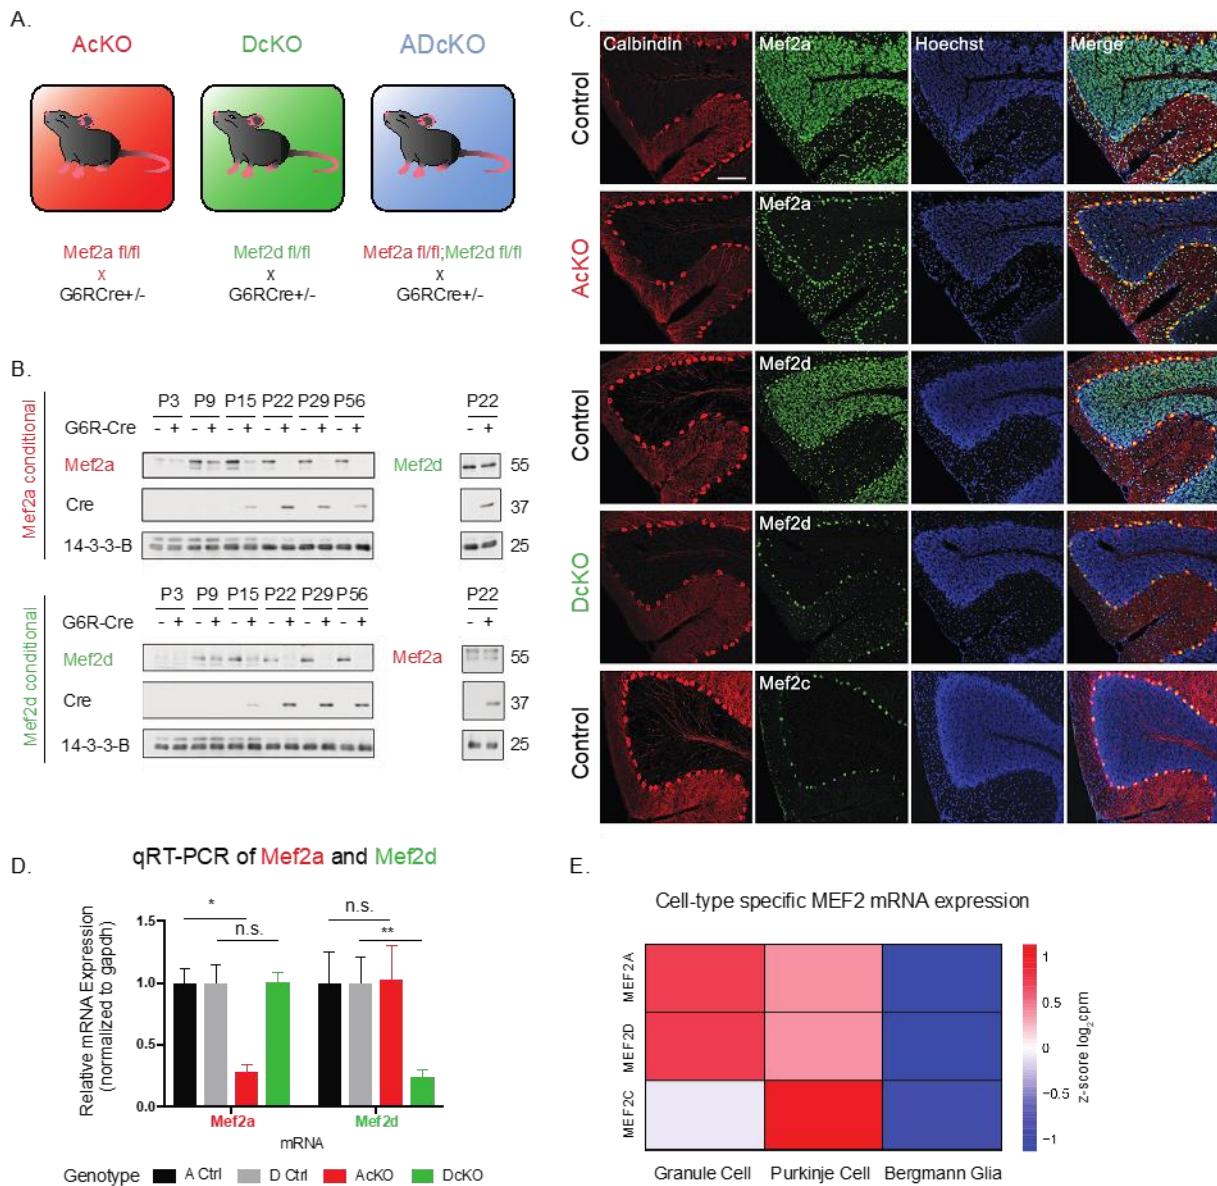 A.
AcKO DcKO ADcKO
Mef2a fl/fl Mef2d fl/fl Mef2a fl/fl;Mef2d fl/fl
x x x
G6RCre+/- G6RCre+/- G6RCre+/-
B.
Mef2a conditional
P3 P9 P15 P22 P29 P56 P22
G6R-Cre - + - + - + - + - + - + - +
Mef2a Mef2d 55
Cre 37
14-3-3-B 25
Mef2d conditional
P3 P9 P15 P22 P29 P56 P22
G6R-Cre - + - + - + - + - + - + - +
Mef2d Mef2a 55
Cre 37
14-3-3-B 25
C.
Calbindin Mef2a Hoechst Merge
Control
AcKO Mef2a
Control Mef2d
DcKO Mef2d
Control Mef2c
D.
qRT-PCR of Mef2a and Mef2d
Relative mRNA Expression
(normalized to gapdh)
1.5
1.0
0.5
0.0
* n.s.
n.s. **
Mef2a Mef2d
mRNA
Genotype A Ctrl D Ctrl AcKO DcKO
E.
Cell-type specific MEF2 mRNA expression
MEF2A
MEF2D
MEF2C
Granule Cell Purkinje Cell Bergmann Glia
1
0.5
0
−0.5
−1
z-score log2cpm